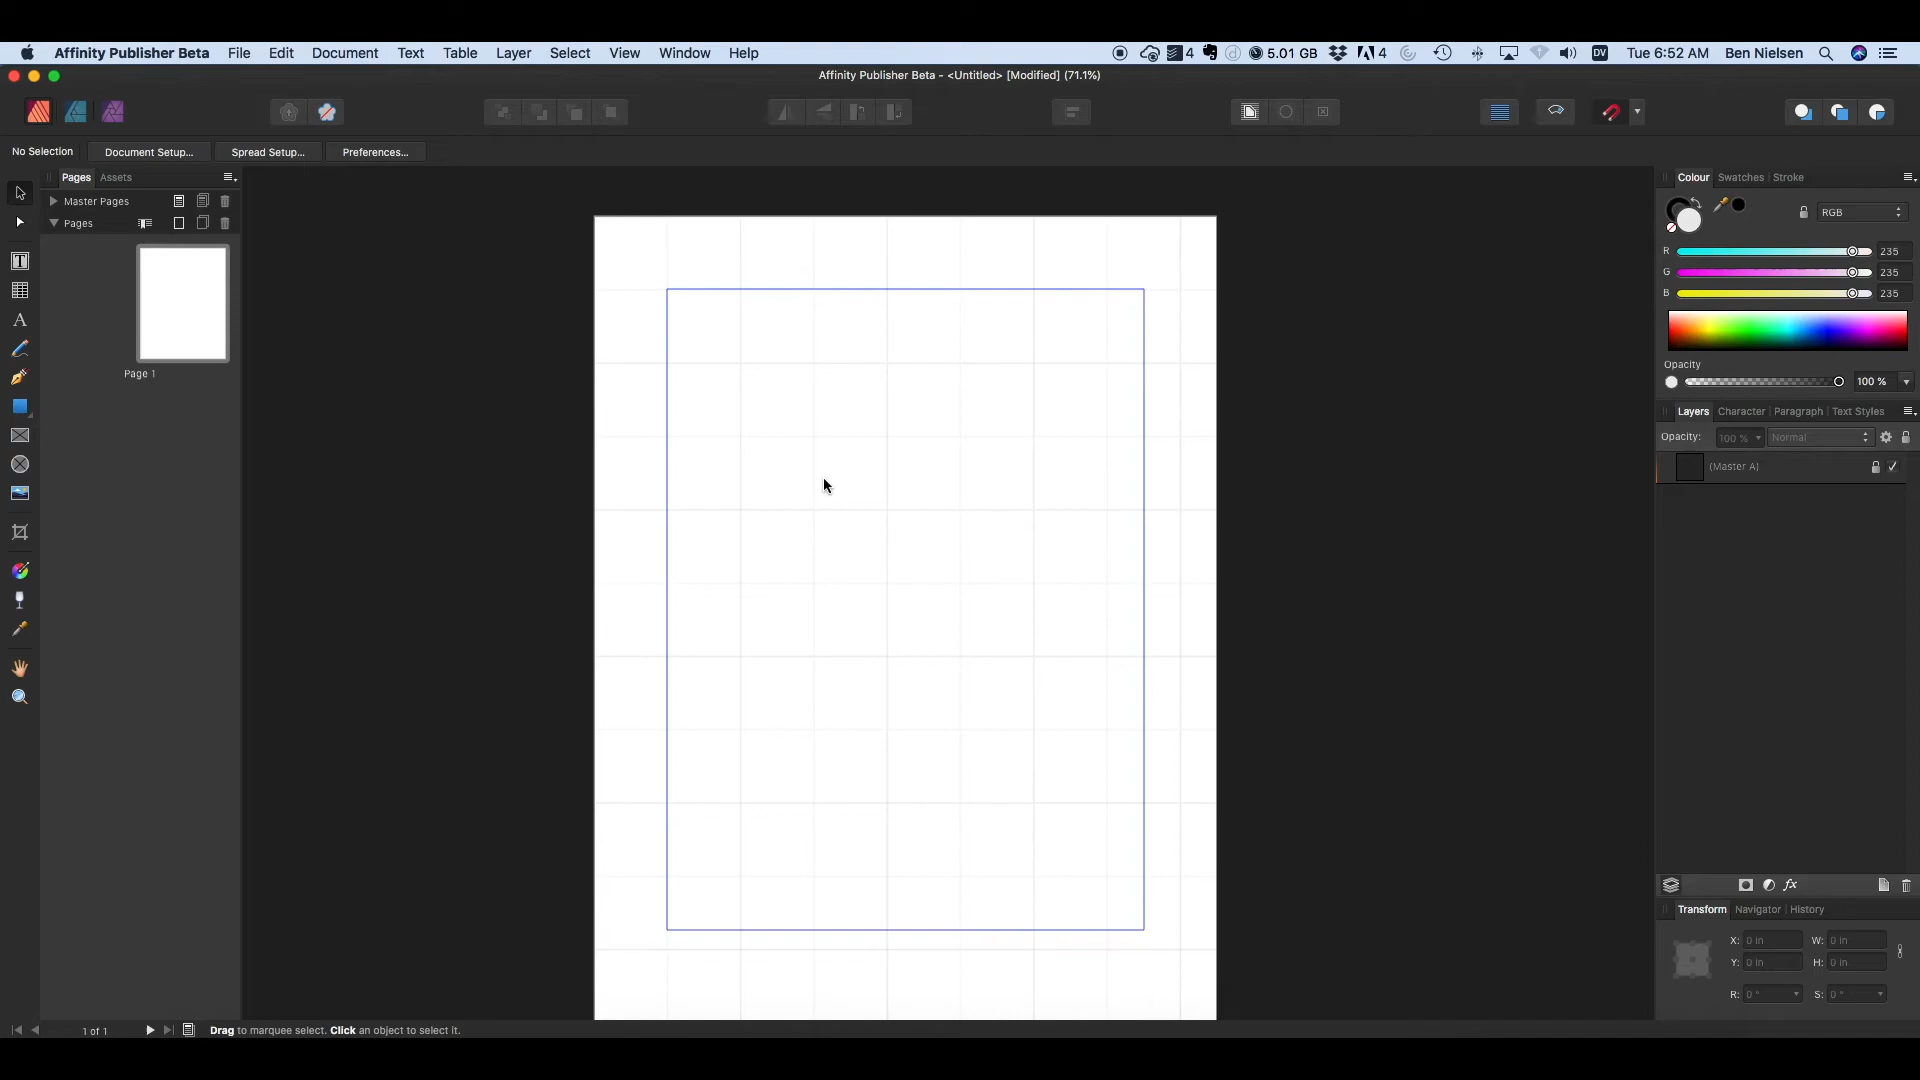 Affinity Publisher Beta File Edit Document Text Table Layer Select View Window Help 4 5.01 GB 4 DV Tue 6:52 AM Ben Nielsen
Affinity Publisher Beta - <Untitled> [Modified] (71.1%)
No Selection Document Setup... Spread Setup... Preferences...
Pages Assets
Master Pages
Pages
Page 1
Colour Swatches Stroke
RGB
R 235
G 235
B 235
Opacity
100 %
Layers Character Paragraph Text Styles
Opacity: 100 % Normal
(Master A)
fx
Transform Navigator History
X: 0 in W: 0 in
Y: 0 in H: 0 in
R: 0 ° S: 0 °
1 of 1 Drag to marquee select. Click an object to select it.